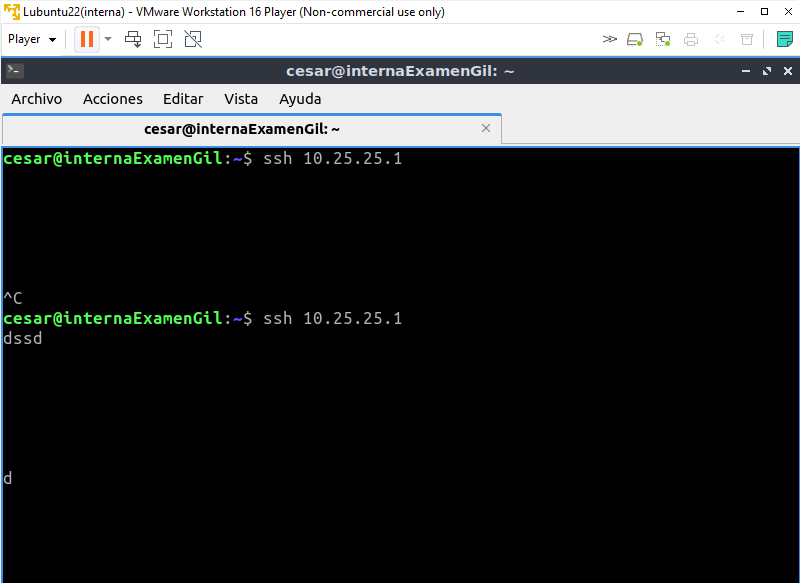 Lubuntu22(interna) - VMware Workstation 16 Player (Non-commercial use only)
Player
cesar@internaExamenGil: ~
Archivo Acciones Editar Vista Ayuda
cesar@internaExamenGil: ~
cesar@internaExamenGil:~$ ssh 10.25.25.1
^C
cesar@internaExamenGil:~$ ssh 10.25.25.1
dssd
d